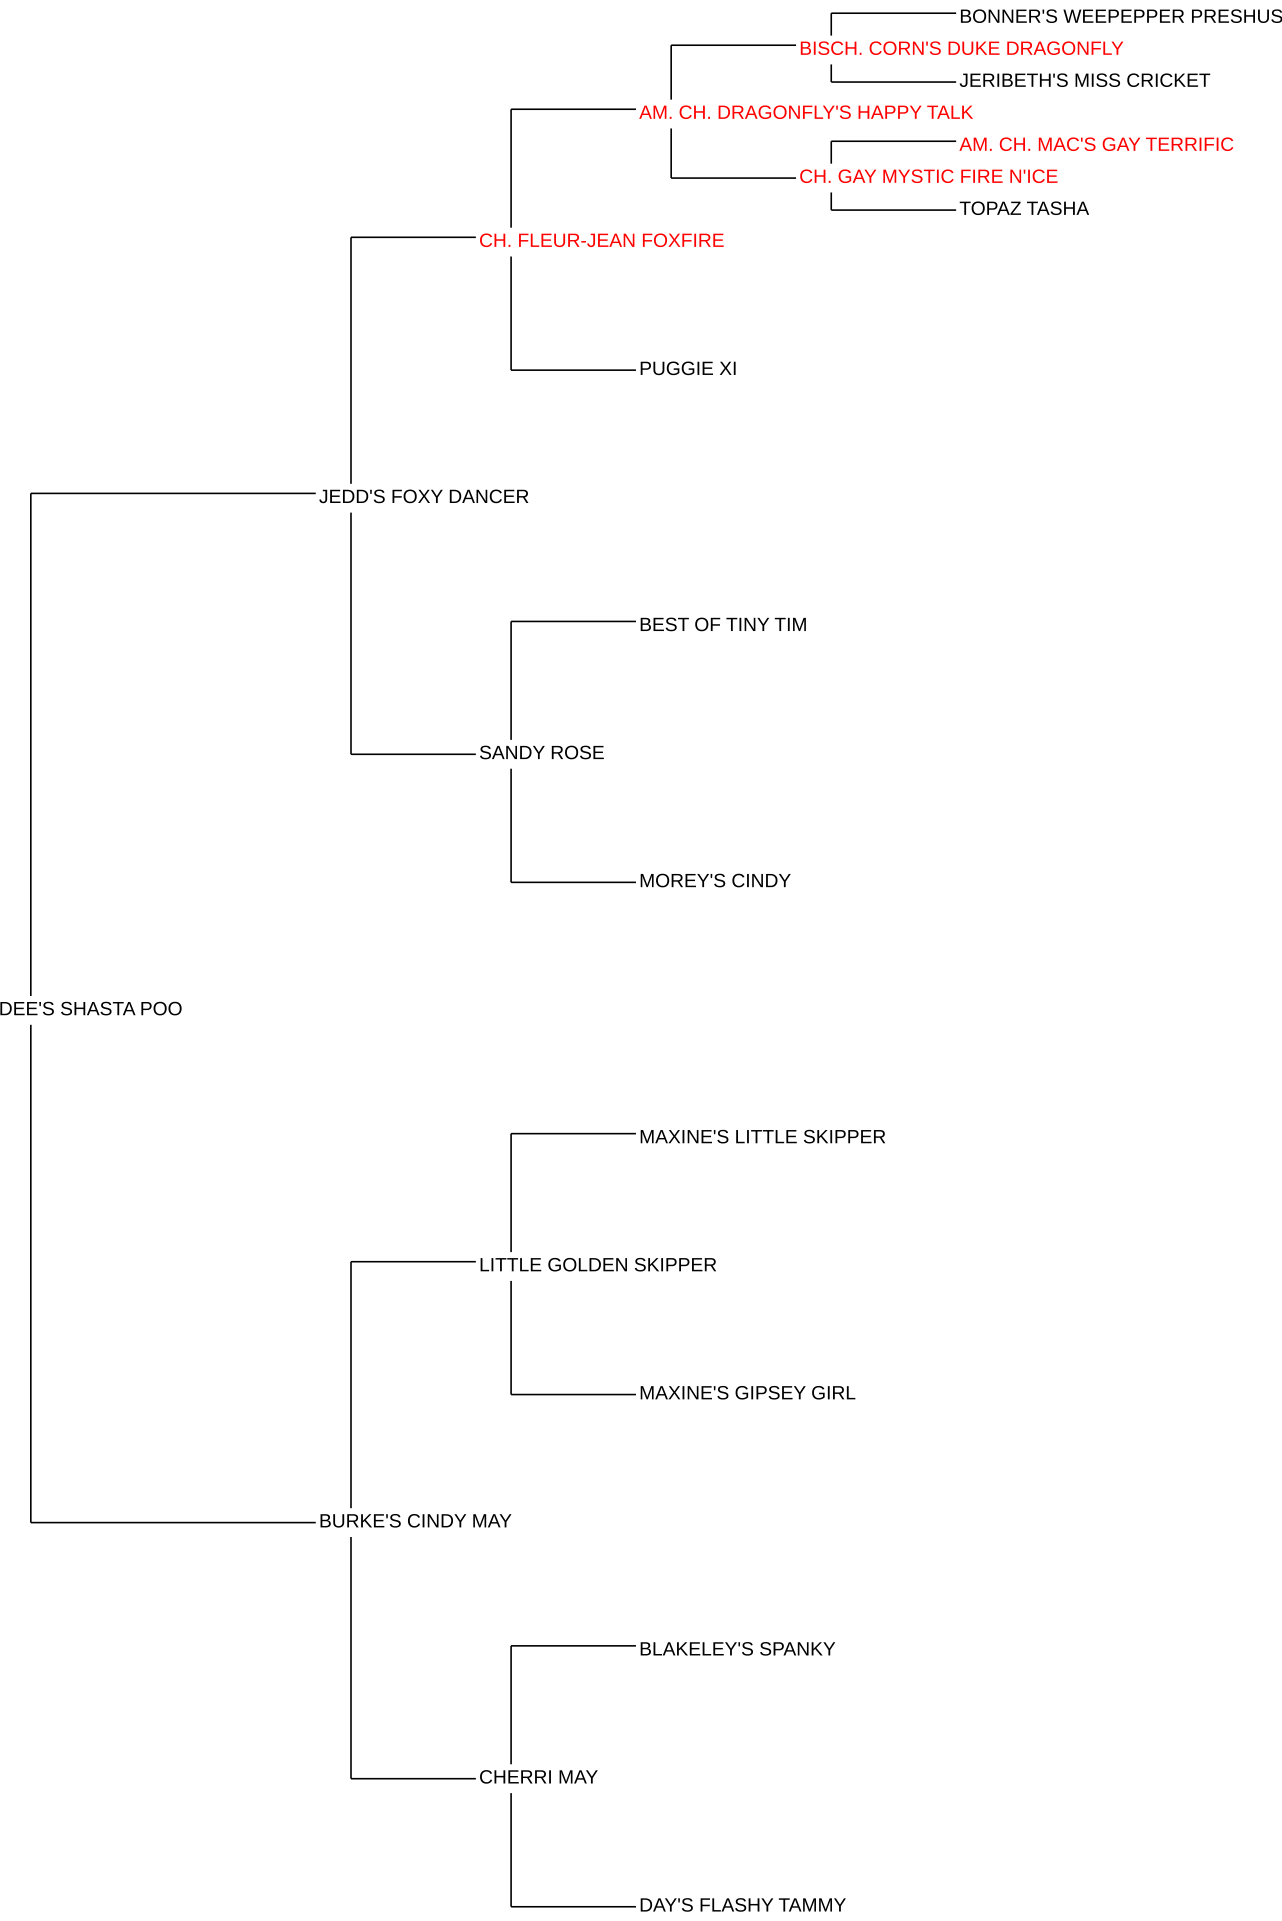 BONNER'S WEEPEPPER PRESHUS
BISCH. CORN'S DUKE DRAGONFLY
JERIBETH'S MISS CRICKET
AM. CH. DRAGONFLY'S HAPPY TALK
AM. CH. MAC'S GAY TERRIFIC
CH. GAY MYSTIC FIRE N'ICE
TOPAZ TASHA
CH. FLEUR-JEAN FOXFIRE
PUGGIE XI
JEDD'S FOXY DANCER
BEST OF TINY TIM
SANDY ROSE
MOREY'S CINDY
DEE'S SHASTA POO
MAXINE'S LITTLE SKIPPER
LITTLE GOLDEN SKIPPER
MAXINE'S GIPSEY GIRL
BURKE'S CINDY MAY
BLAKELEY'S SPANKY
CHERRI MAY
DAY'S FLASHY TAMMY